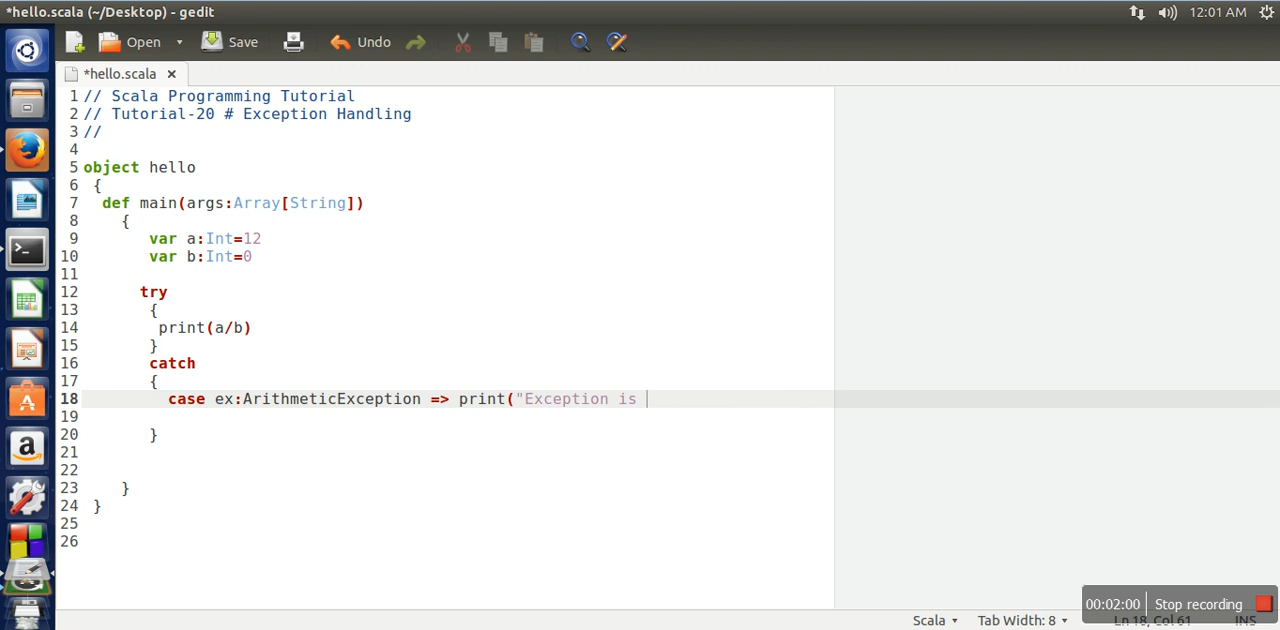 *hello.scala (~/Desktop) - gedit
12:01 AM
Open
Save
Undo
*hello.scala ×
1 // Scala Programming Tutorial
2 // Tutorial-20 # Exception Handling
3 //
4
5 object hello
6 {
7 def main(args:Array[String])
8 {
9 var a:Int=12
10 var b:Int=0
11
12 try
13 {
14 print(a/b)
15 }
16 catch
17 {
18 case ex:ArithmeticException => print("Exception is
19
20 }
21
22
23 }
24 }
25
26
00:02:00 Stop recording
Scala Tab Width: 8 Ln 18, Col 61 INS